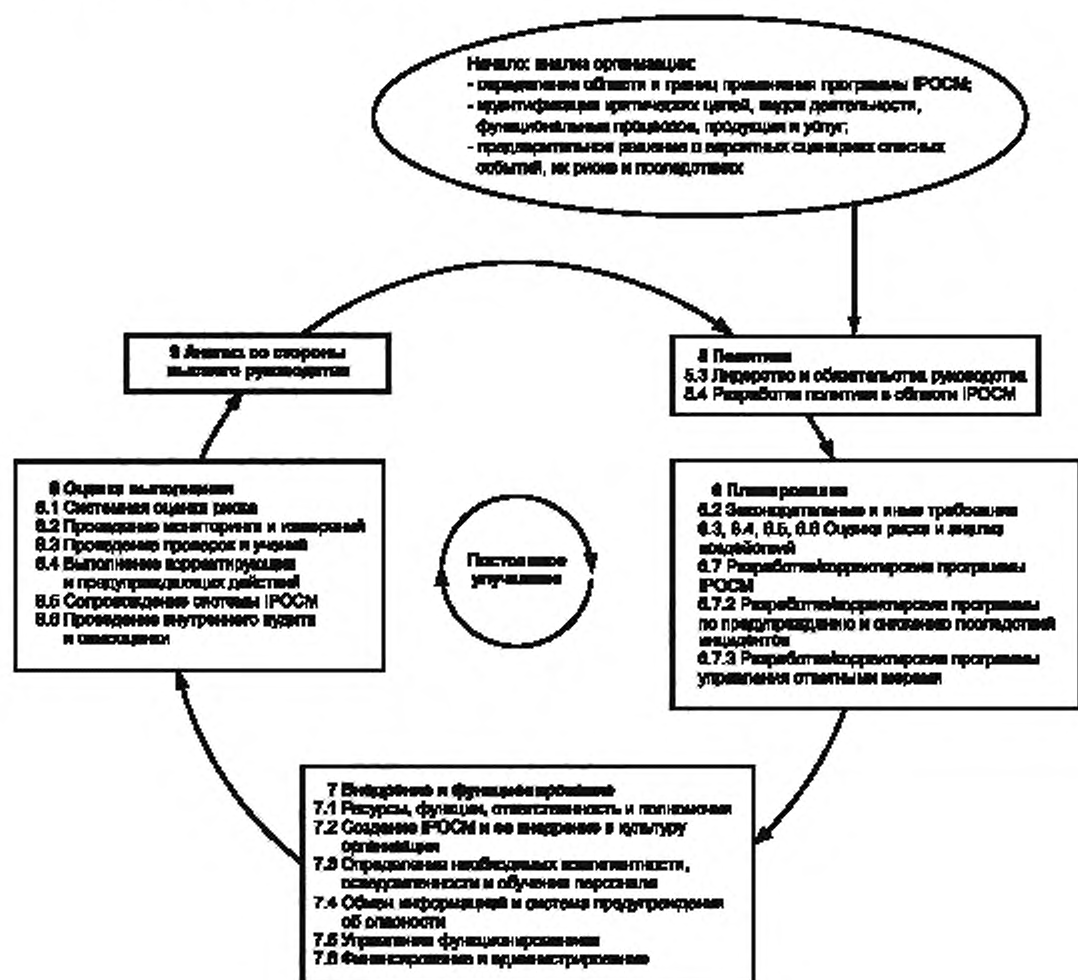 Начало: анализ организации:
- определение области и границ применения программы IPOCM;
- идентификация критических целей, видов деятельности,
функциональных процессов, продукции и услуг;
- предварительное решение о вероятных сценариях опасных
событий, их риске и последствиях
9 Анализ со стороны
высшего руководства
5 Политика
5.3 Лидерство и обязательства руководства
5.4 Разработка политики в области IPOCM
8 Оценка выполнения
8.1 Системная оценка риска
8.2 Проведение мониторинга и измерений
8.3 Проведение проверок и учений
8.4 Выполнение корректирующих
и предупреждающих действий
8.5 Сопровождение системы IPOCM
8.6 Проведение внутреннего аудита
и самооценки
Постоянное
улучшение
6 Планирование
6.2 Законодательные и иные требования
6.3, 6.4, 6.5, 6.6 Оценка риска и анализ
воздействий
6.7 Разработка/корректировка программы
IPOCM
6.7.2 Разработка/корректировка программы
по предупреждению и снижению последствий
инцидентов
6.7.3 Разработка/корректировка программы
управления ответными мерами
7 Внедрение и функционирование
7.1 Ресурсы, функции, ответственность и полномочия
7.2 Создание IPOCM и ее внедрение в культуру
организации
7.3 Определение необходимых компетентности,
осведомленности и обучения персонала
7.4 Обмен информацией и система предупреждения
об опасности
7.5 Управление функционированием
7.6 Финансирование и администрирование